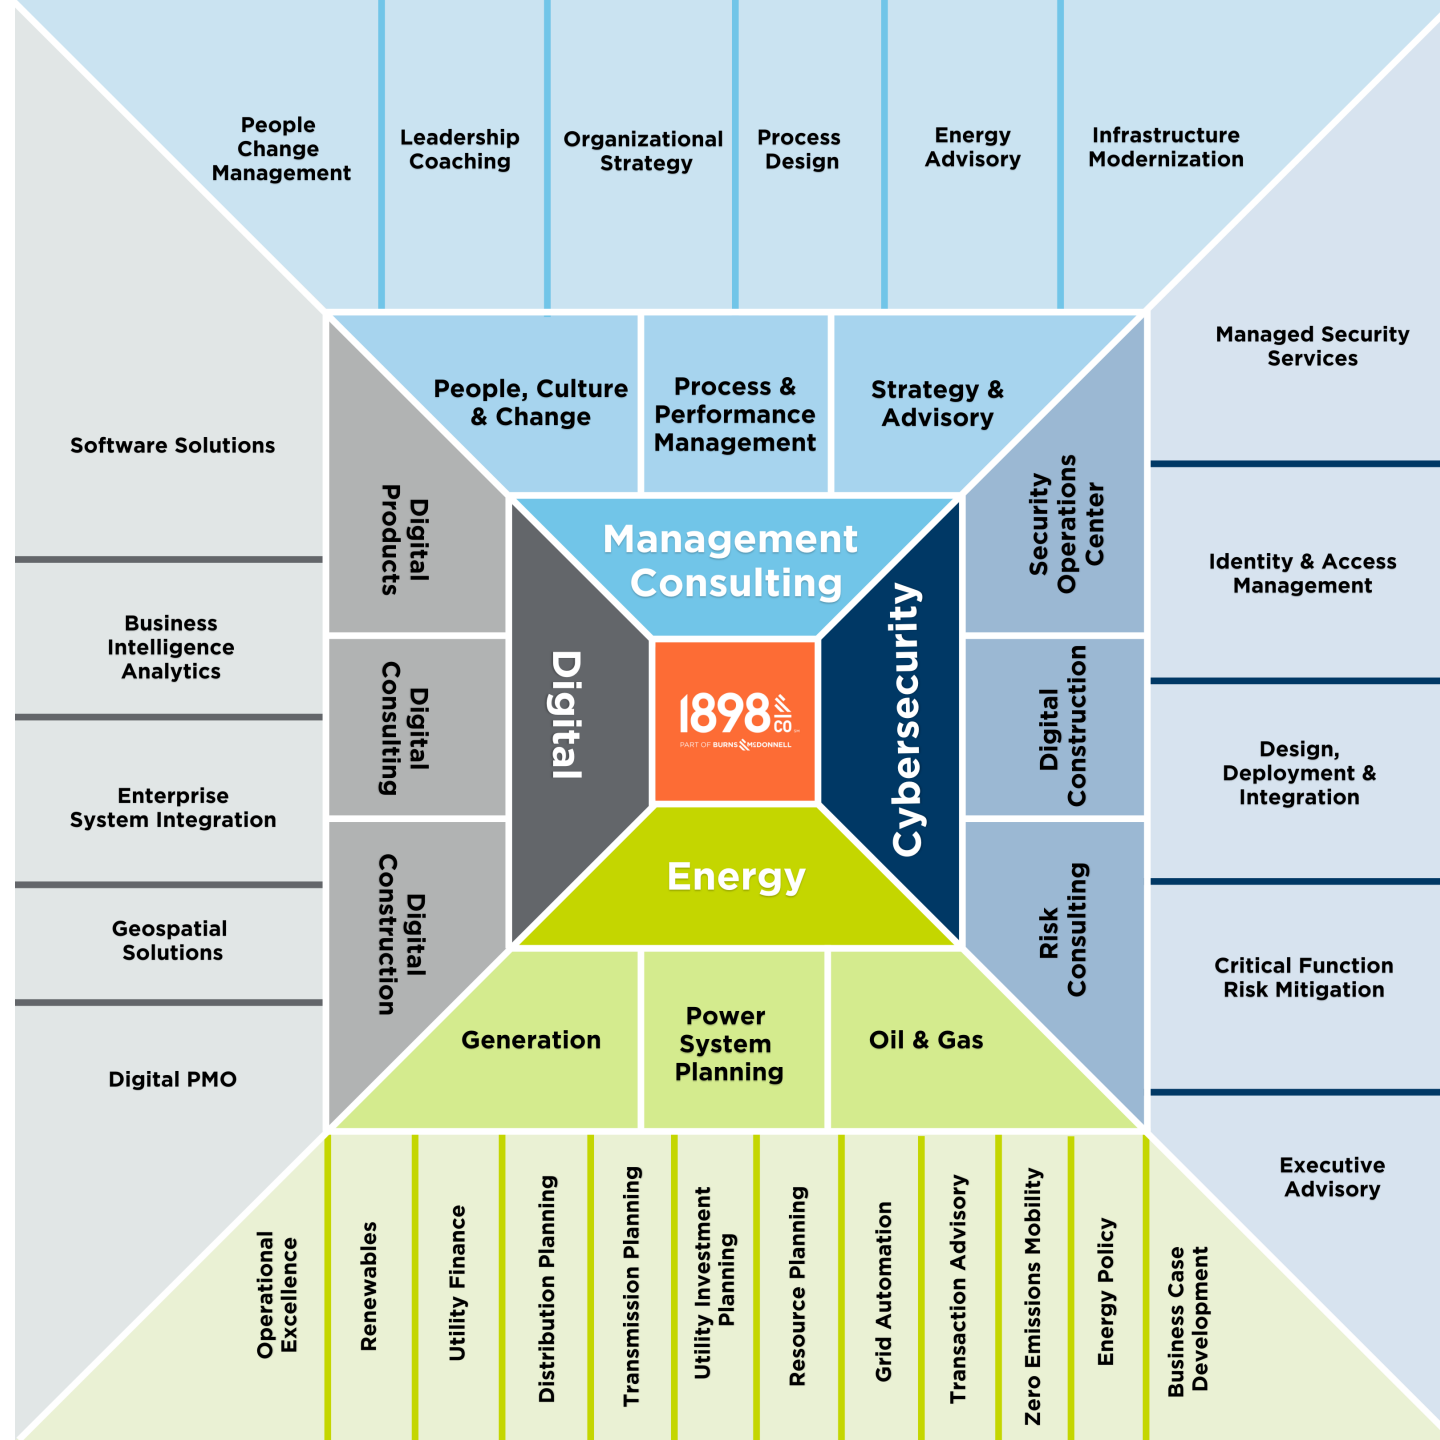 People
Change
Management
Leadership
Coaching
Organizational
Strategy
Process
Design
Energy
Advisory
Infrastructure
Modernization
People, Culture
& Change
Process &
Performance
Management
Strategy &
Advisory
Management
Consulting
Software Solutions
Business
Intelligence
Analytics
Enterprise
System Integration
Geospatial
Solutions
Digital PMO
Digital
Products
Digital
Consulting
Digital
Construction
Digital
1898
CO
PART OF BURNS MCDONNELL
Cybersecurity
Security
Operations
Center
Digital
Construction
Risk
Consulting
Managed Security
Services
Identity & Access
Management
Design,
Deployment &
Integration
Critical Function
Risk Mitigation
Executive
Advisory
Energy
Generation
Power
System
Planning
Oil & Gas
Operational
Excellence
Renewables
Utility Finance
Distribution Planning
Transmission Planning
Utility Investment
Planning
Resource Planning
Grid Automation
Transaction Advisory
Zero Emissions Mobility
Energy Policy
Business Case
Development